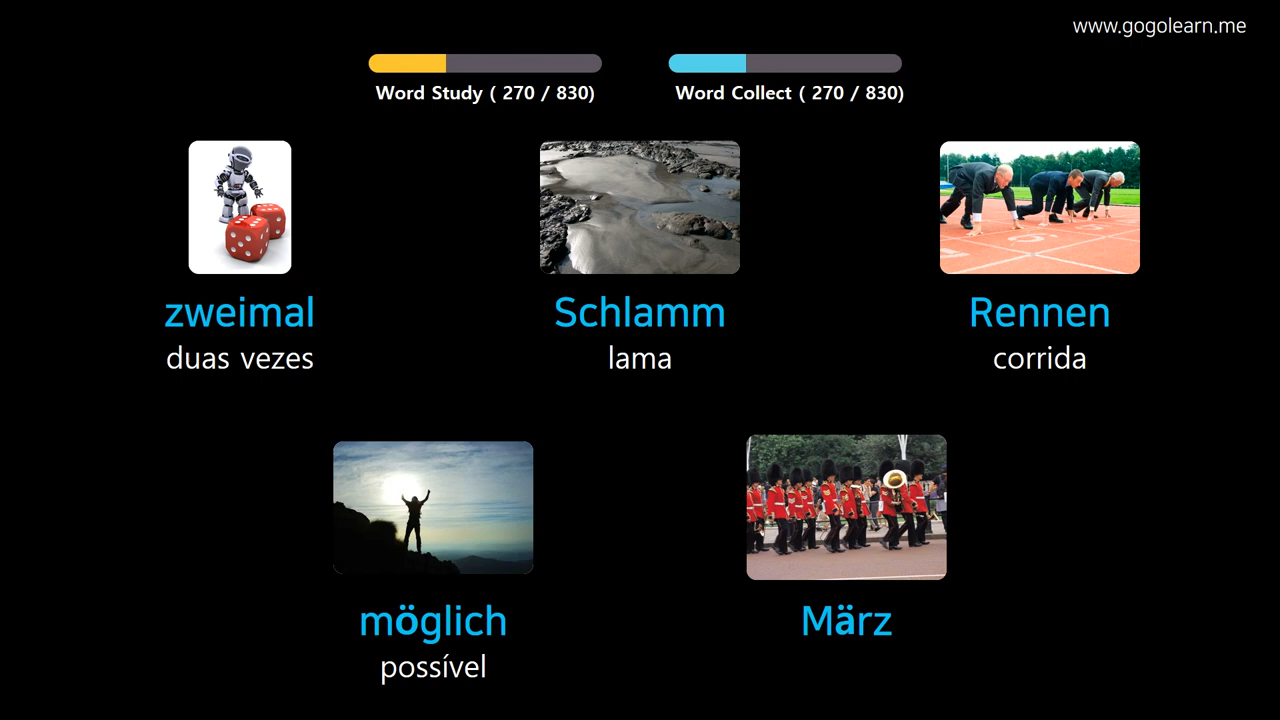 www.gogolearn.me
Word Study ( 270 / 830)
Word Collect ( 270 / 830)
zweimal
duas vezes
Schlamm
lama
Rennen
corrida
möglich
possível
März